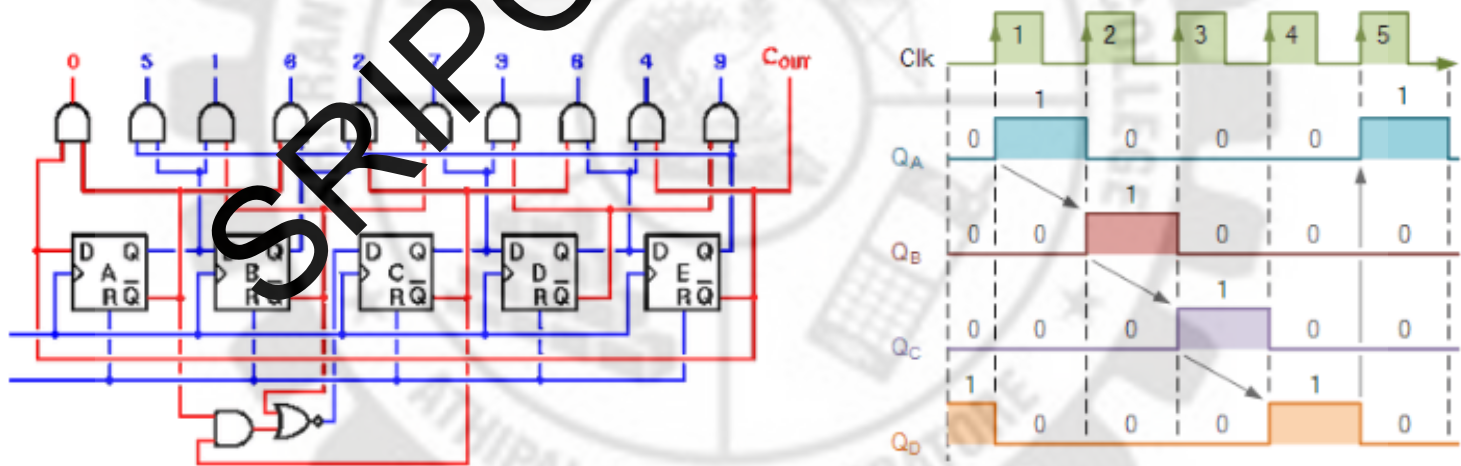 0 5 1 6 2 7 3 6 4 9 COUT
D Q D Q D Q D Q
A B C D E
R Q̅ R Q̅ R Q̅ R Q̅ R Q̅
Clk 1 2 3 4 5
1 1
QA 0 0 0 0
1
QB 0 0 0 0 0
1
QC 0 0 0 0 0
1 1
QD 0 0 0 0